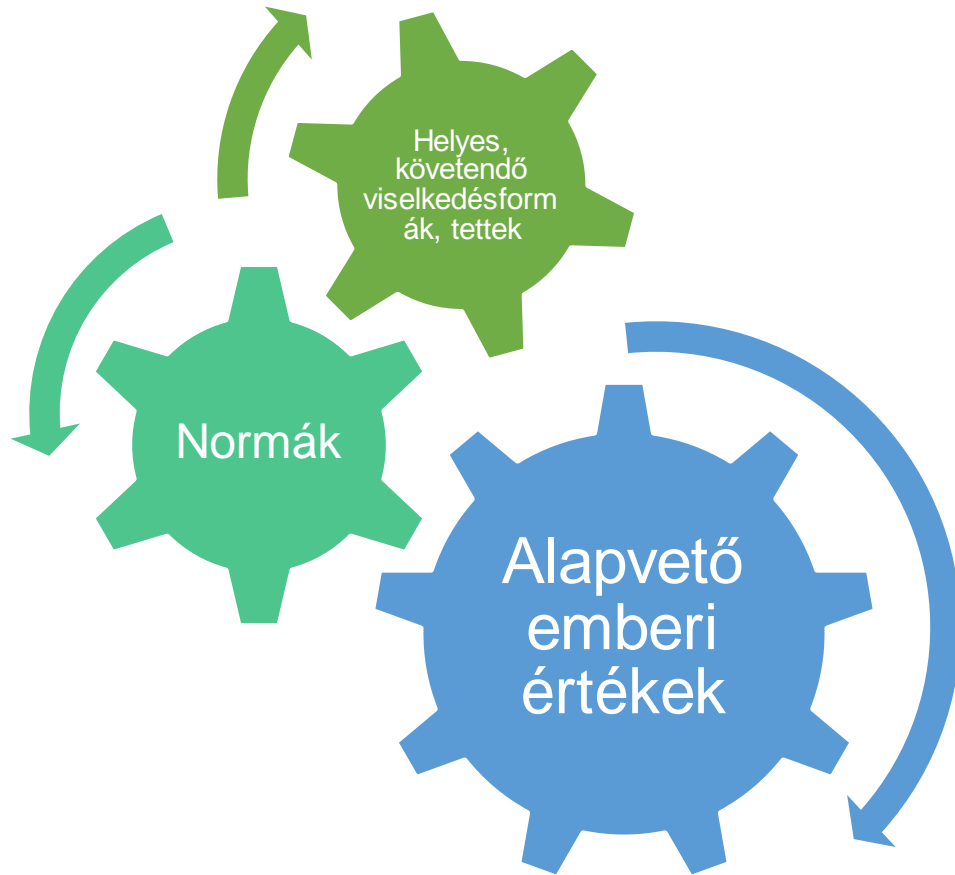 Helyes,
követendő
viselkedésform
ák, tettek
Normák
Alapvető
emberi
értékek